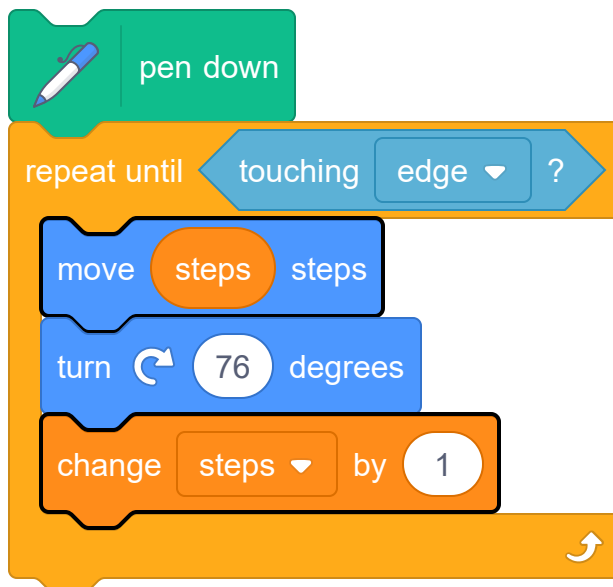 pen down
repeat until touching edge ?
move steps steps
turn 76 degrees
change steps by 1